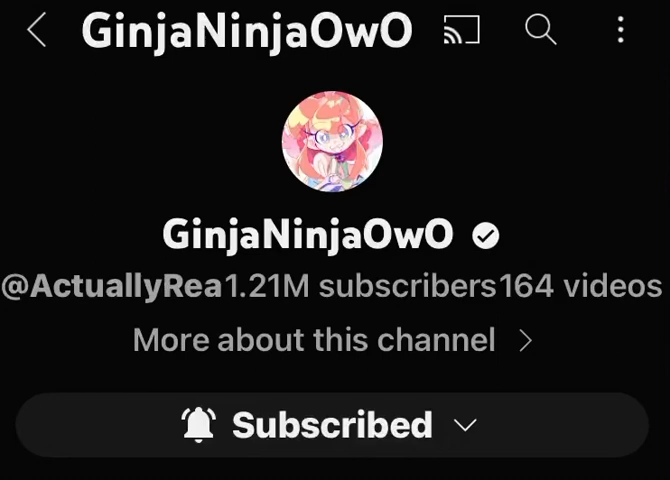 GinjaNinjaOwO
GinjaNinjaOwO
@ActuallyRea1.21M subscribers164 videos
More about this channel
Subscribed